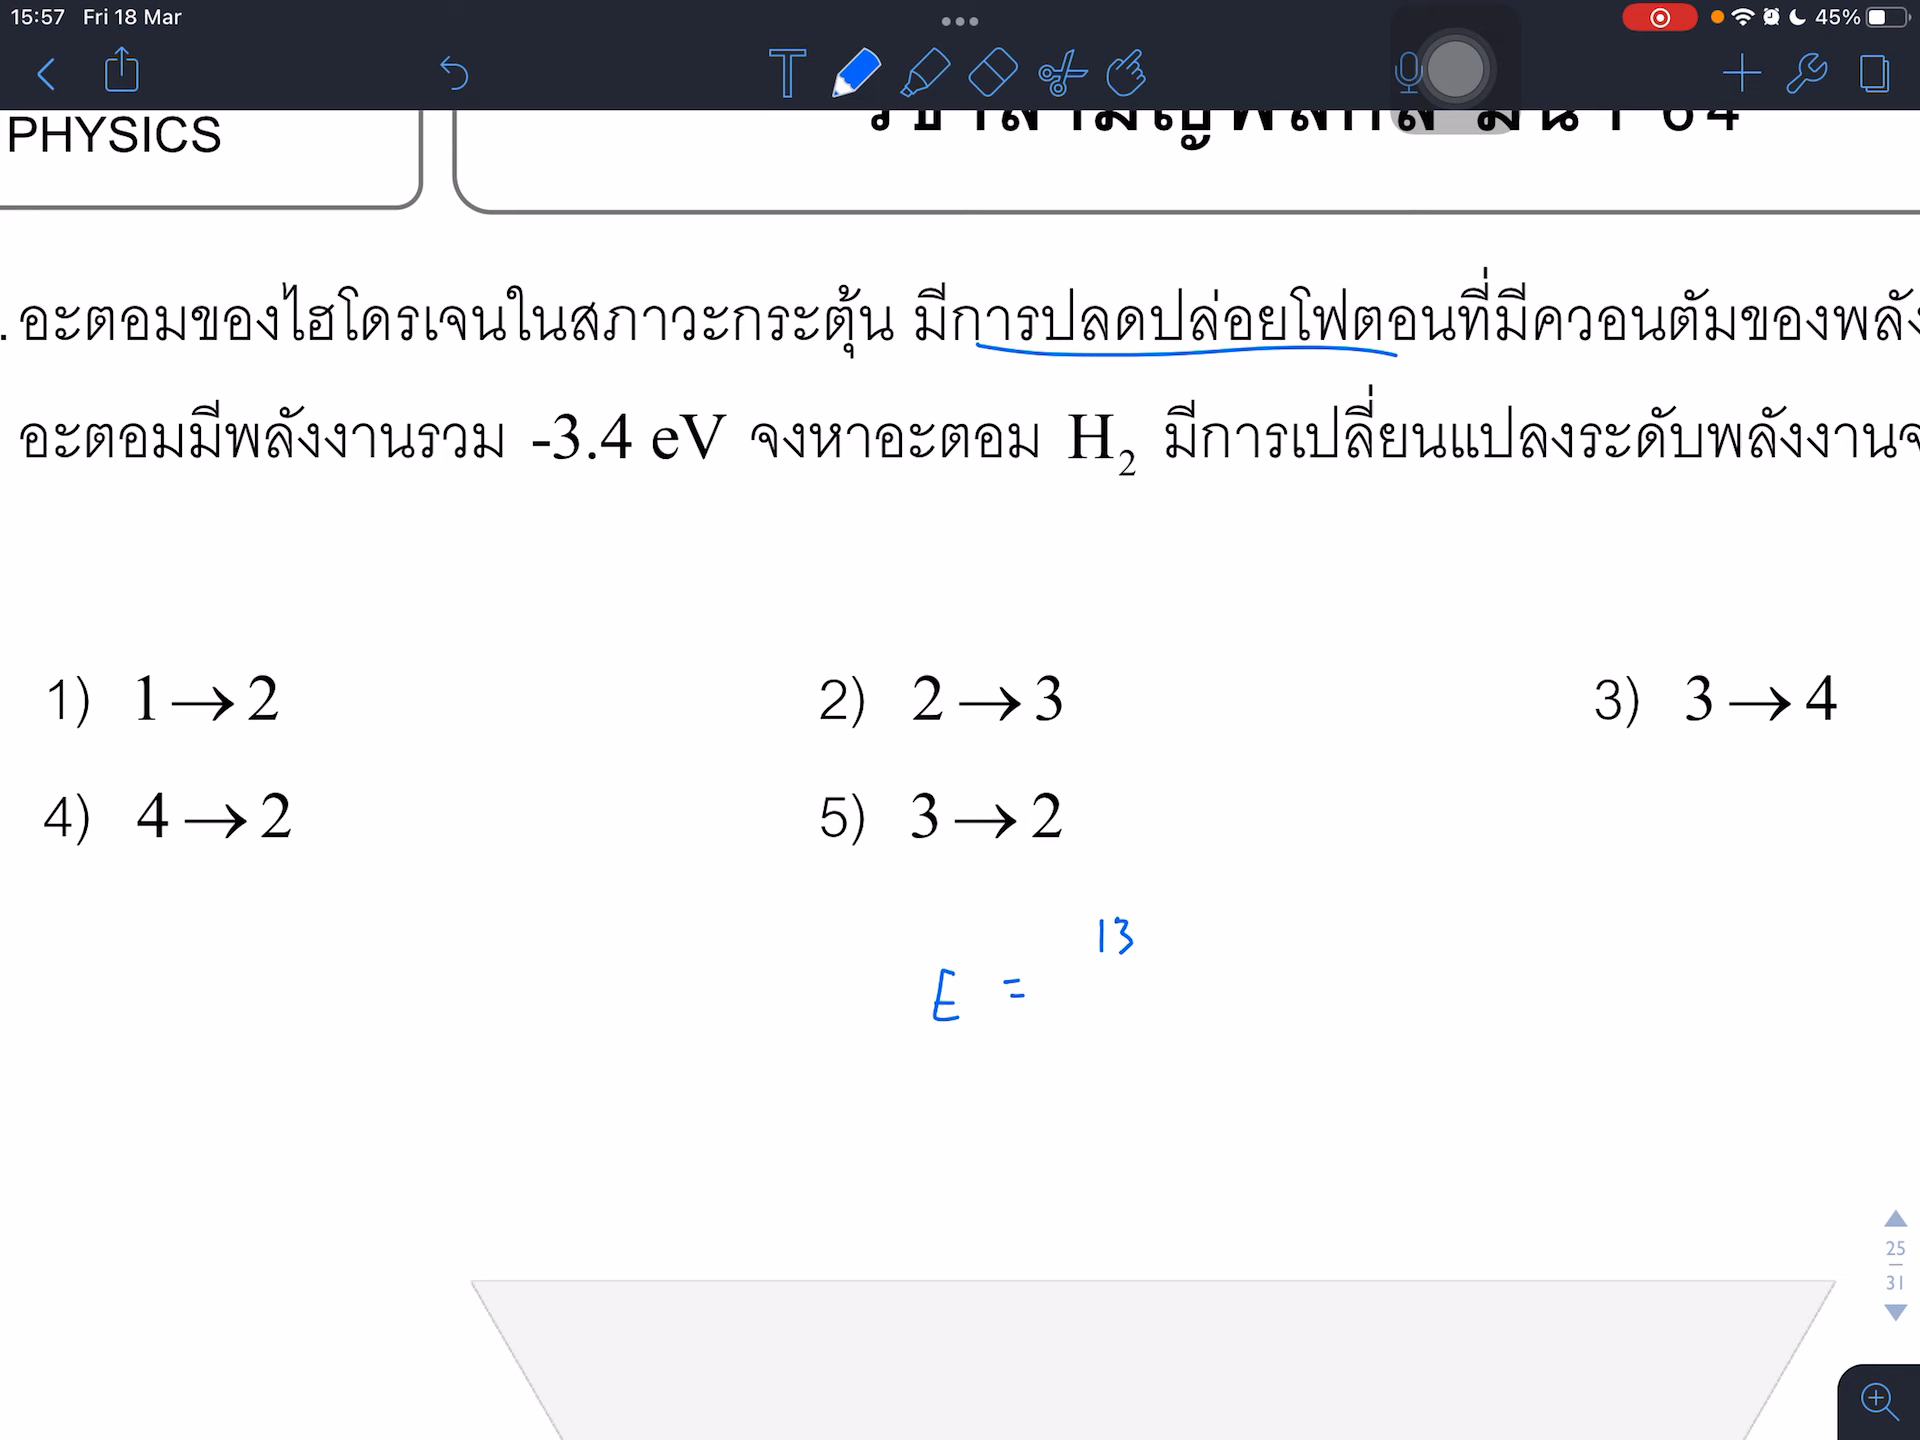 15:57 Fri 18 Mar
45%
PHYSICS
. อะตอมของไฮโดรเจนในสภาวะกระตุ้น มีการปลดปล่อยโฟตอนที่มีควอนตัมของพลัง
อะตอมมีพลังงานรวม -3.4 eV จงหาอะตอม H₂ มีการเปลี่ยนแปลงระดับพลังงานจ
1) 1→2
2) 2→3
3) 3→4
4) 4→2
5) 3→2
13
E =
25
31